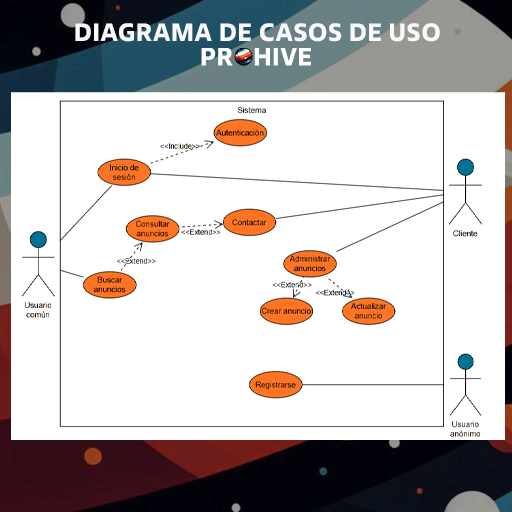 DIAGRAMA DE CASOS DE USO
PROHIVE
Sistema
<<Include>>
Autenticación
Inicio de
sesión
Consultar
anuncios
<<Extend>>
Contactar
Cliente
<<Extend>>
Buscar
anuncios
Usuario
común
Administrar
anuncios
<<Extend>>
<<Extend>>
Crear anuncio
Actualizar
anuncio
Registrarse
Usuario
anónimo